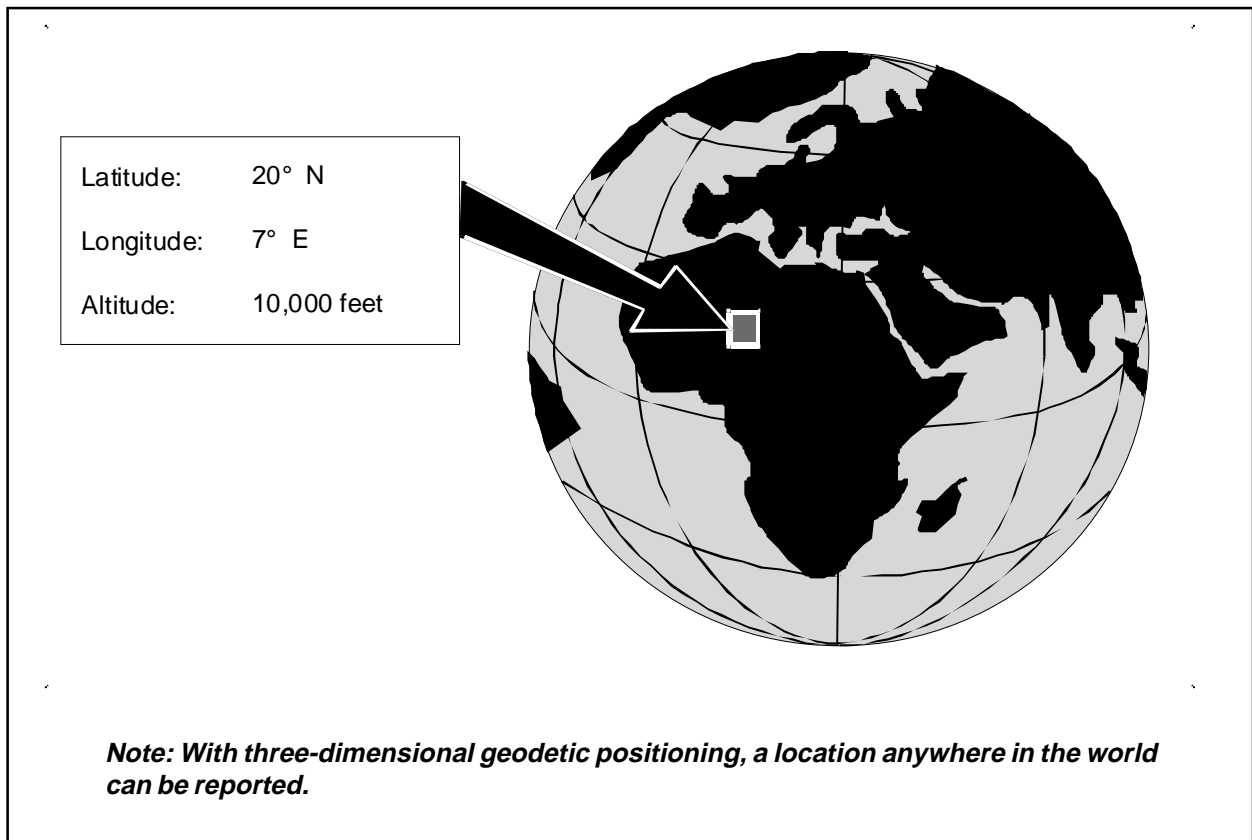 Latitude: 20° N
Longitude: 7° E
Altitude: 10,000 feet
Note: With three-dimensional geodetic positioning, a location anywhere in the world
can be reported.